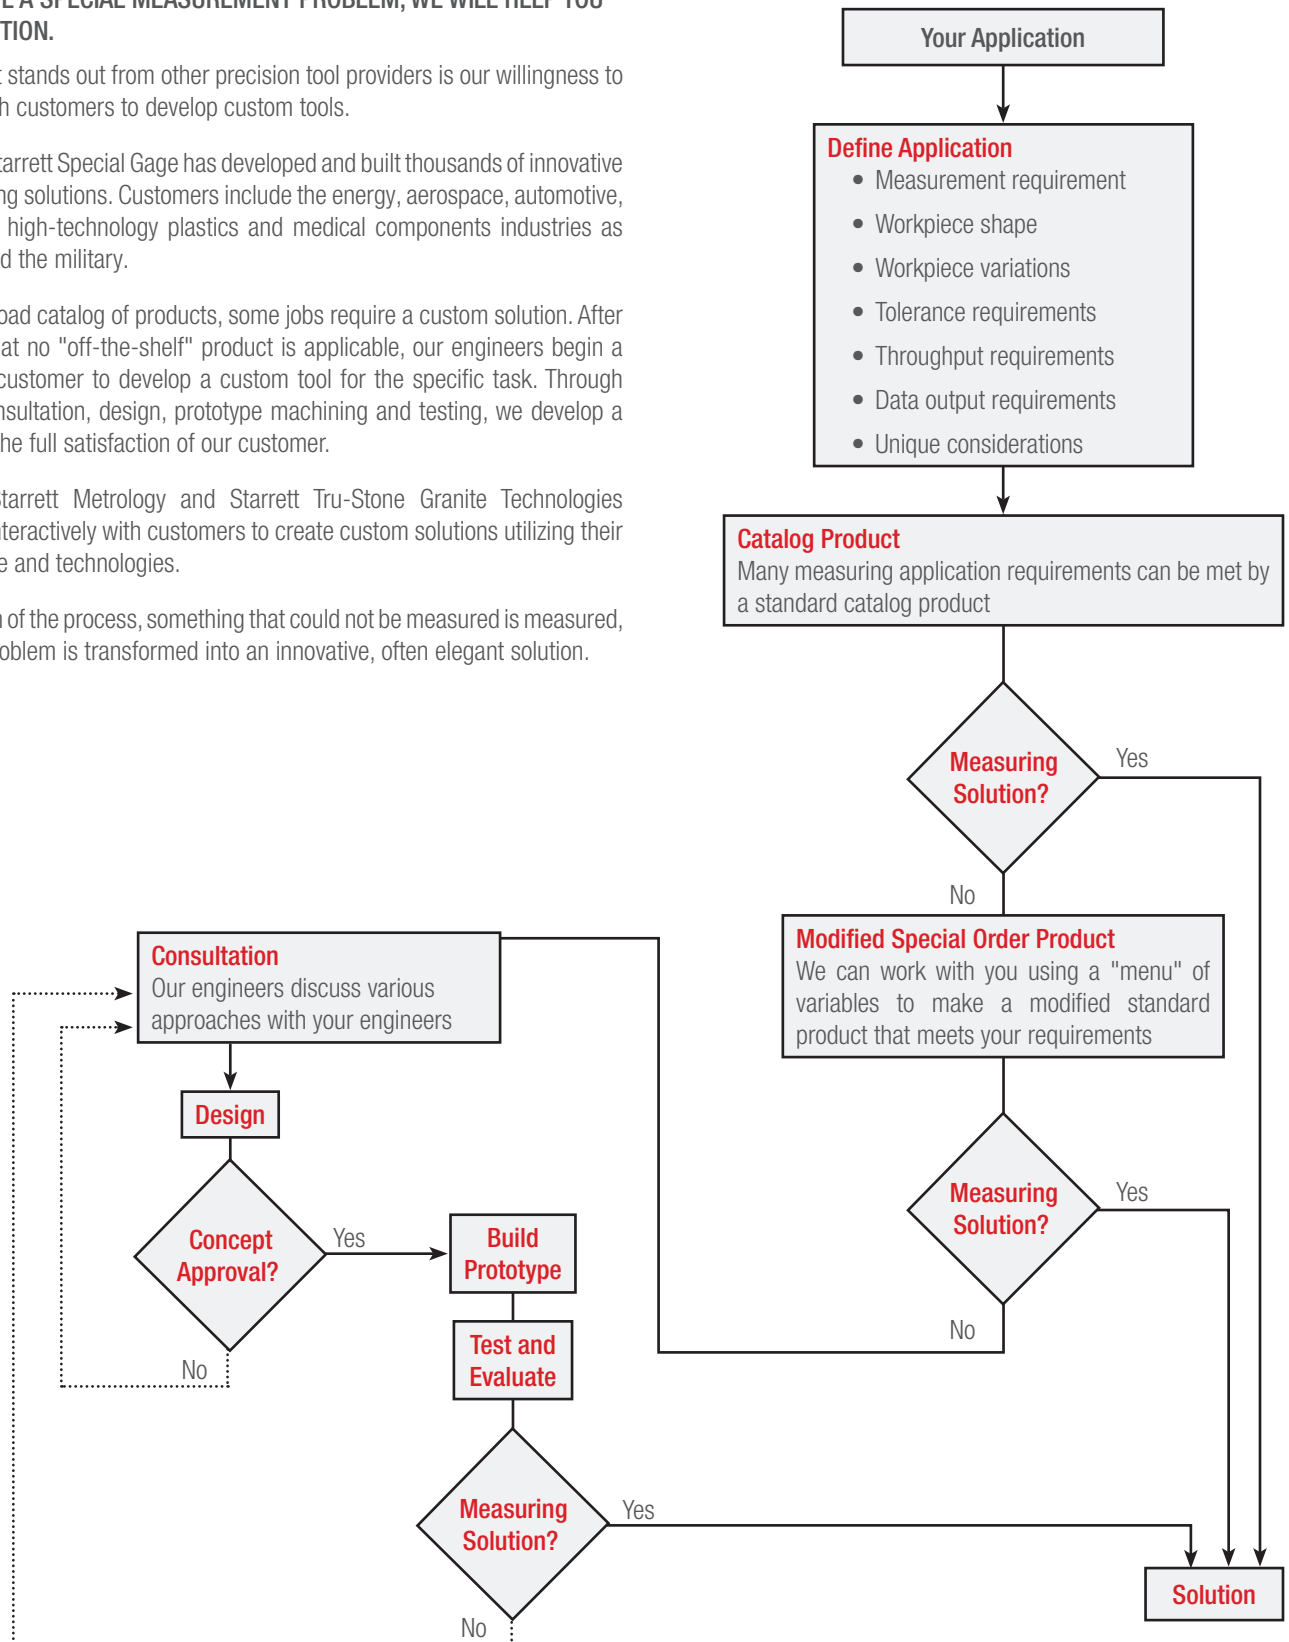 E A SPECIAL MEASUREMENT PROBLEM, WE WILL HELP YOU
TION.
t stands out from other precision tool providers is our willingness to
h customers to develop custom tools.
tarrett Special Gage has developed and built thousands of innovative
ng solutions. Customers include the energy, aerospace, automotive,
high-technology plastics and medical components industries as
d the military.
oad catalog of products, some jobs require a custom solution. After
at no "off-the-shelf" product is applicable, our engineers begin a
customer to develop a custom tool for the specific task. Through
nsultation, design, prototype machining and testing, we develop a
he full satisfaction of our customer.
Starrett Metrology and Starrett Tru-Stone Granite Technologies
nteractively with customers to create custom solutions utilizing their
e and technologies.
n of the process, something that could not be measured is measured,
oblem is transformed into an innovative, often elegant solution.
Your Application
Define Application
• Measurement requirement
• Workpiece shape
• Workpiece variations
• Tolerance requirements
• Throughput requirements
• Data output requirements
• Unique considerations
Catalog Product
Many measuring application requirements can be met by
a standard catalog product
Measuring
Solution?
Yes
No
Modified Special Order Product
We can work with you using a "menu" of
variables to make a modified standard
product that meets your requirements
Measuring
Solution?
Yes
No
Consultation
Our engineers discuss various
approaches with your engineers
Design
Concept
Approval?
Yes
No
Build
Prototype
Test and
Evaluate
Measuring
Solution?
Yes
No
Solution